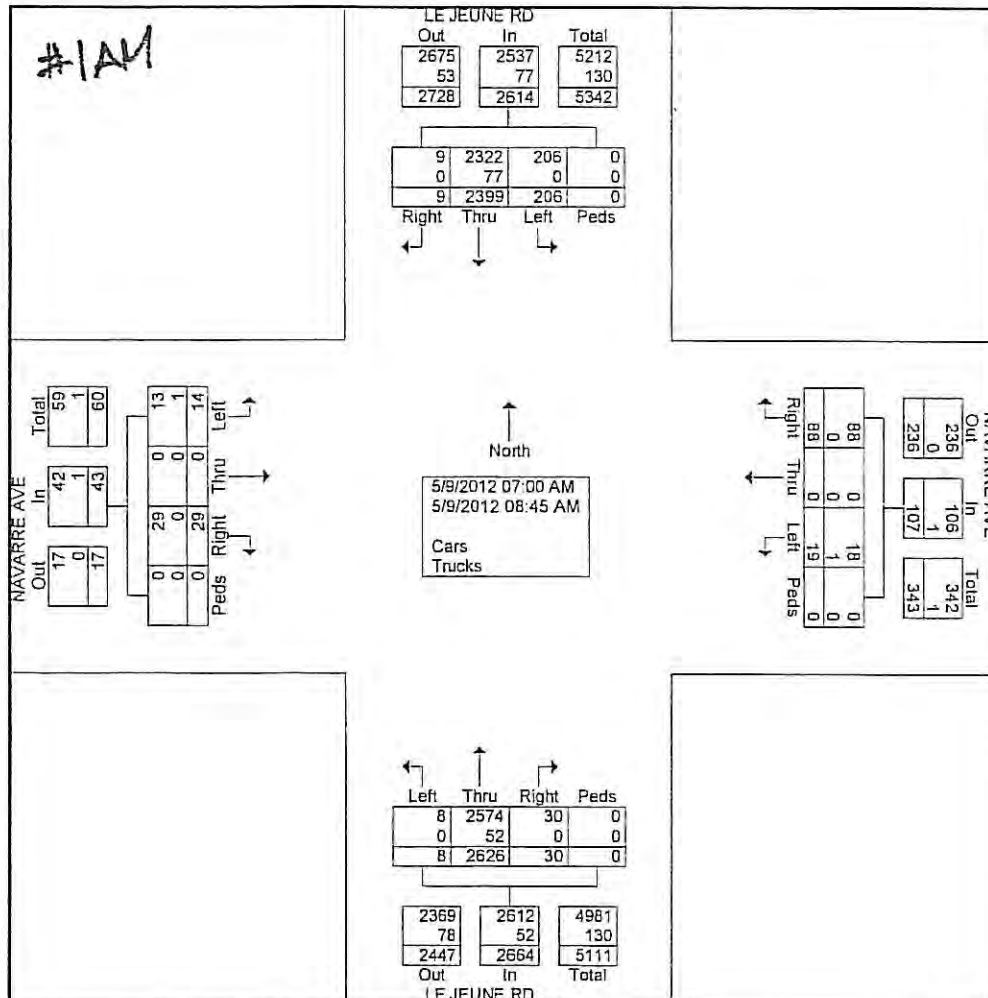 #1AM
LE JEUNE RD
Out In Total
2675 2537 5212
53 77 130
2728 2614 5342
9 2322 206 0
0 77 0 0
9 2399 206 0
Right Thru Left Peds
NAVARRE AVE
Out In Total
17 42 59
0 1 1
17 43 60
Left Thru Right Peds
13 0 29 0
1 0 0 0
14 0 29 0
North
5/9/2012 07:00 AM
5/9/2012 08:45 AM
Cars
Trucks
Right Thru Left Peds
88 0 18 0
0 0 1 0
88 0 19 0
Out In Total
236 106 342
0 1 1
236 107 343
NAVARRE AVE
Left Thru Right Peds
8 2574 30 0
0 52 0 0
8 2626 30 0
2369 2612 4981
78 52 130
2447 2664 5111
Out In Total
LE JEUNE RD